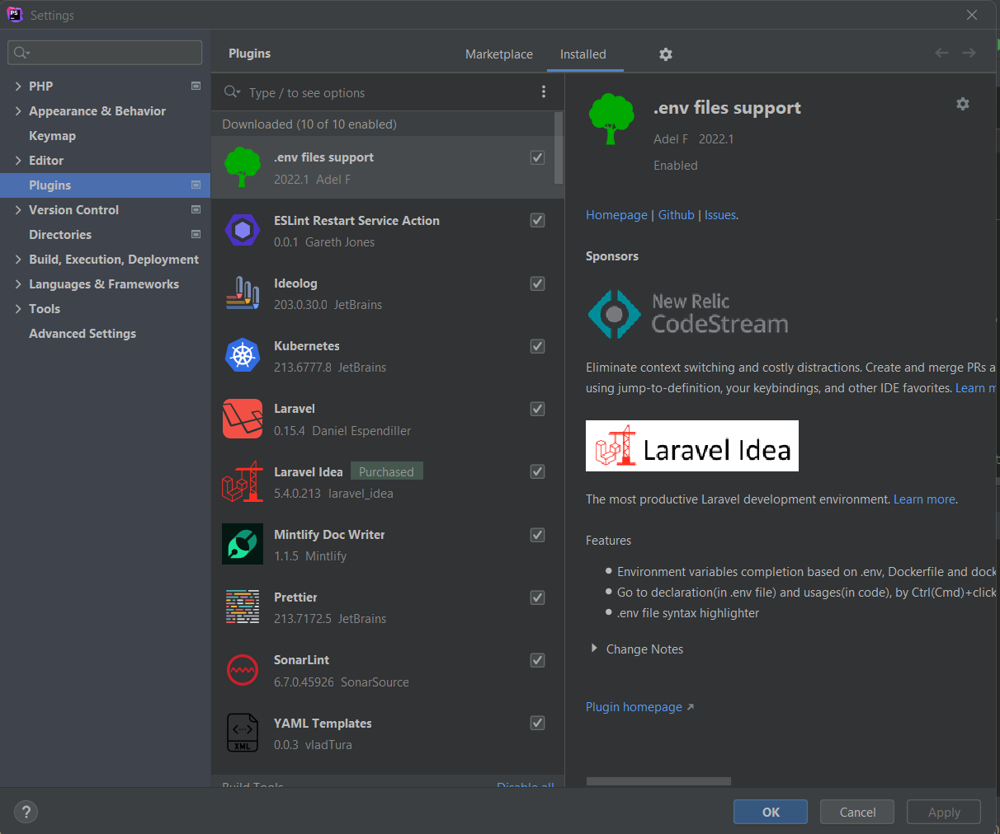 PS
Settings
Plugins
Marketplace
Installed
PHP
Appearance & Behavior
Keymap
Editor
Plugins
Version Control
Directories
Build, Execution, Deployment
Languages & Frameworks
Tools
Advanced Settings
Type / to see options
Downloaded (10 of 10 enabled)
.env files support
2022.1 Adel F
ESLint Restart Service Action
0.0.1 Gareth Jones
Ideolog
203.0.30.0 JetBrains
Kubernetes
213.6777.8 JetBrains
Laravel
0.15.4 Daniel Espendiller
Laravel Idea Purchased
5.4.0.213 laravel_idea
Mintlify Doc Writer
1.1.5 Mintlify
Prettier
213.7172.5 JetBrains
SonarLint
6.7.0.45926 SonarSource
XML
YAML Templates
0.0.3 vladTura
Build Tools
Disable all
.env files support
Adel F 2022.1
Enabled
Homepage | Github | Issues.
Sponsors
New Relic
CodeStream
Eliminate context switching and costly distractions. Create and merge PRs a
using jump-to-definition, your keybindings, and other IDE favorites. Learn m
Laravel Idea
The most productive Laravel development environment. Learn more.
Features
Environment variables completion based on .env, Dockerfile and dock
Go to declaration(in .env file) and usages(in code), by Ctrl(Cmd)+click
.env file syntax highlighter
Change Notes
Plugin homepage
?
OK
Cancel
Apply